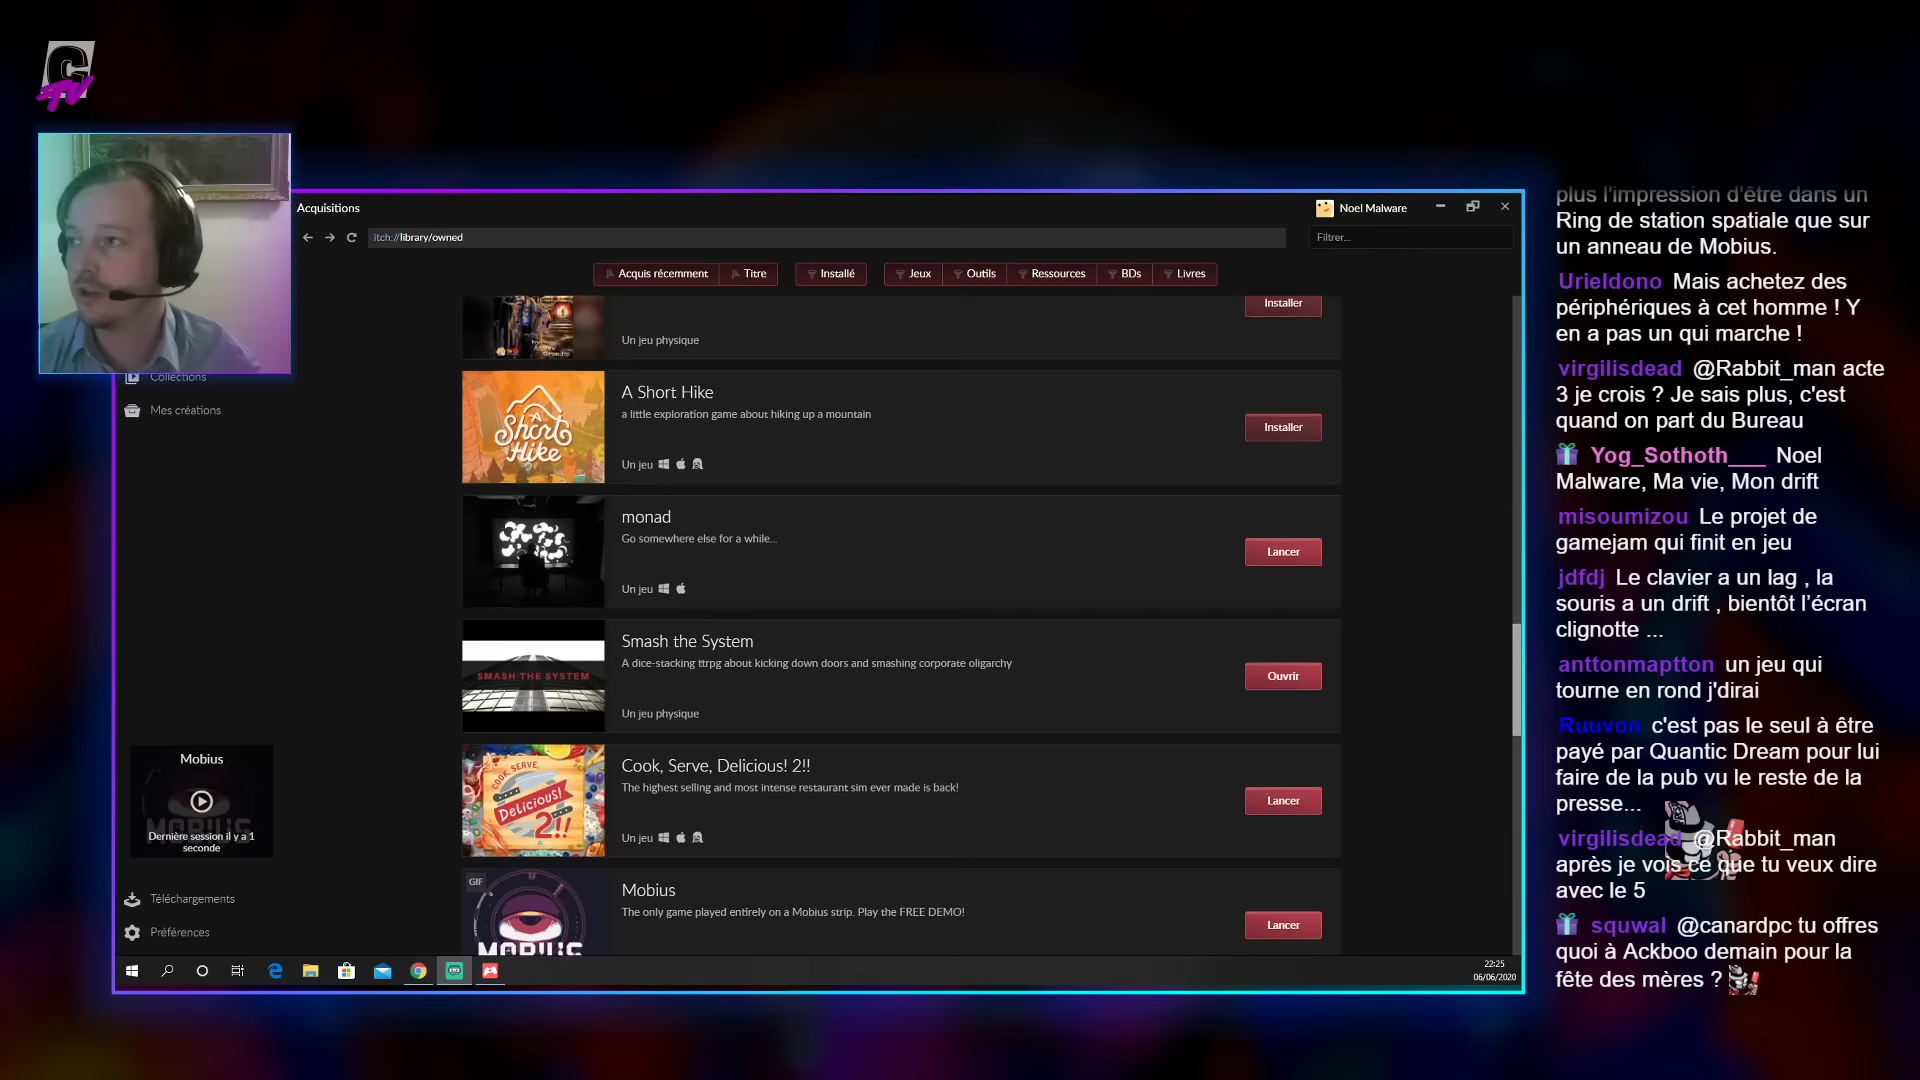 C
TV
Acquisitions
Noel Malware
itch://library/owned
Filtrer...
Acquis récemment
Titre
Installé
Jeux
Outils
Ressources
BDs
Livres
Installer
Un jeu physique
Collections
Mes créations
A SHORT HIKE
A Short Hike
a little exploration game about hiking up a mountain
Installer
Un jeu
monad
Go somewhere else for a while...
Lancer
Un jeu
SMASH THE SYSTEM
Smash the System
A dice-stacking ttrpg about kicking down doors and smashing corporate oligarchy
Ouvrir
Un jeu physique
COOK, SERVE,
DELICIOUS!
2!!
Cook, Serve, Delicious! 2!!
The highest selling and most intense restaurant sim ever made is back!
Lancer
Un jeu
GIF
MOBIUS
Mobius
The only game played entirely on a Mobius strip. Play the FREE DEMO!
Lancer
Mobius
MOBIUS
Dernière session il y a 1
seconde
Téléchargements
Préférences
22:25
06/06/2020
plus l'impression d'être dans un
Ring de station spatiale que sur
un anneau de Mobius.
Urieldono Mais achetez des
périphériques à cet homme ! Y
en a pas un qui marche !
virgilisdead @Rabbit_man acte
3 je crois ? Je sais plus, c'est
quand on part du Bureau
Yog_Sothoth___ Noel
Malware, Ma vie, Mon drift
misoumizou Le projet de
gamejam qui finit en jeu
jdfdj Le clavier a un lag , la
souris a un drift , bientôt l’écran
clignotte ...
anttonmaptton un jeu qui
tourne en rond j'dirai
Ruuvon c'est pas le seul à être
payé par Quantic Dream pour lui
faire de la pub vu le reste de la
presse...
virgilisdead @Rabbit_man
après je vois ce que tu veux dire
avec le 5
squwal @canardpc tu offres
quoi à Ackboo demain pour la
fête des mères ?